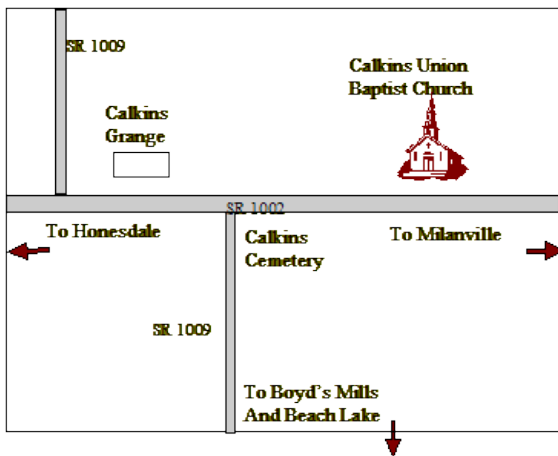 SR 1009
Calkins Union
Baptist Church
Calkins
Grange
SR 1002
To Honesdale
Calkins
Cemetery
To Milanville
SR 1009
To Boyd's Mills
And Beach Lake